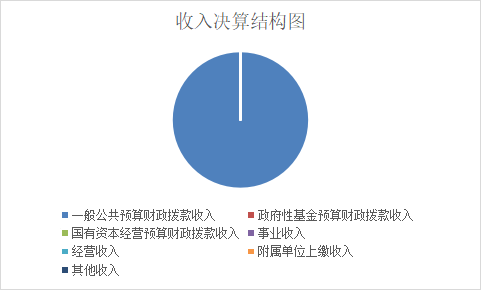 收入决算结构图
一般公共预算财政拨款收入 政府性基金预算财政拨款收入
国有资本经营预算财政拨款收入 事业收入
经营收入 附属单位上缴收入
其他收入